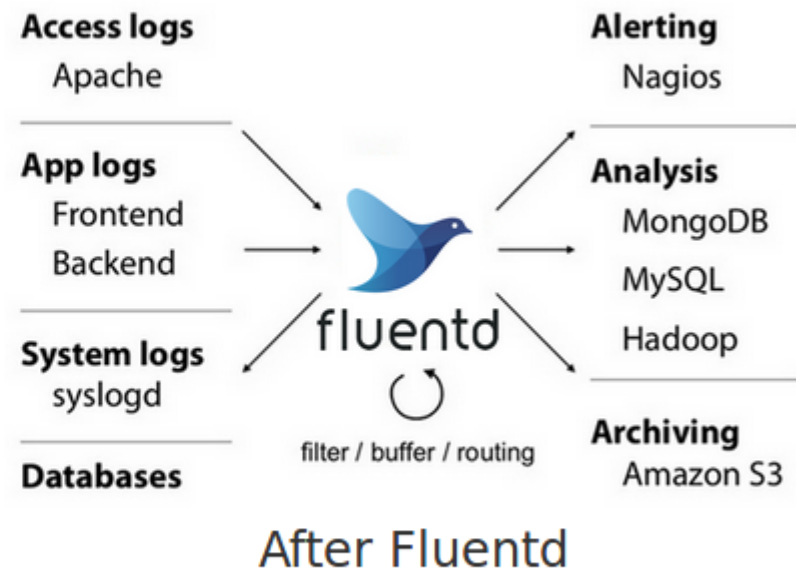 Access logs
Apache
App logs
Frontend
Backend
System logs
syslogd
Databases
fluentd
filter / buffer / routing
Alerting
Nagios
Analysis
MongoDB
MySQL
Hadoop
Archiving
Amazon S3
After Fluentd